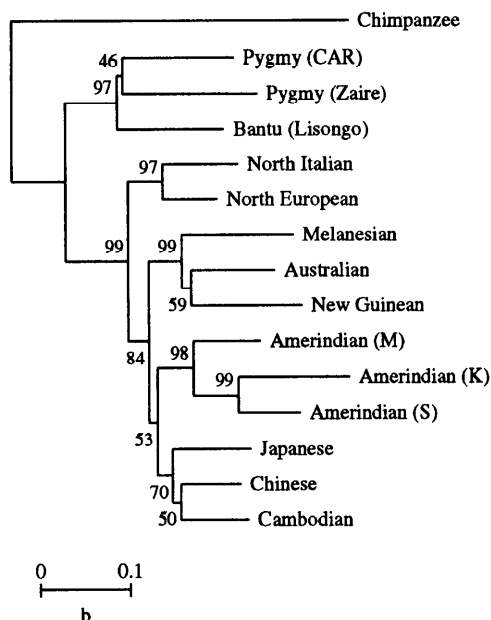 Chimpanzee
46
Pygmy (CAR)
97
Pygmy (Zaire)
Bantu (Lisongo)
97
North Italian
North European
99
99
Melanesian
Australian
59
New Guinean
84
98
Amerindian (M)
99
Amerindian (K)
Amerindian (S)
53
Japanese
70
Chinese
50
Cambodian
0 0.1
b